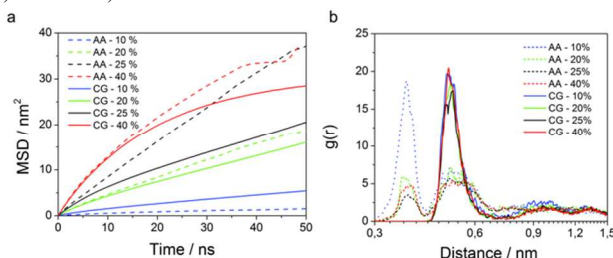 a
MSD / nm²
40
30
20
10
0
AA - 10 %
AA - 20 %
AA - 25 %
AA - 40 %
CG - 10 %
CG - 20 %
CG - 25 %
CG - 40 %
0 10 20 30 40 50
Time / ns
b
g(r)
25
20
15
10
5
0
AA - 10%
AA - 20%
AA - 25%
AA - 40%
CG - 10%
CG - 20%
CG - 25%
CG - 40%
0,3 0,6 0,9 1,2 1,5
Distance / nm